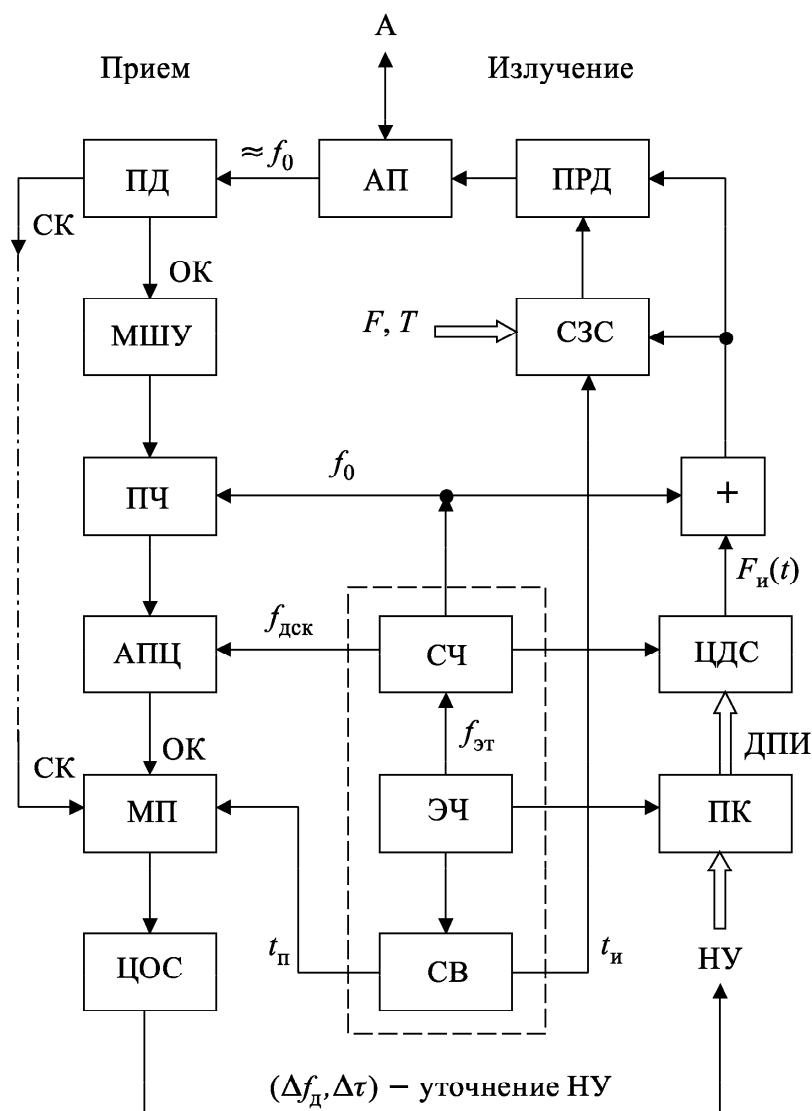 А
Прием
Излучение
ПД
≈ f₀
АП
ПРД
СК
ОК
МШУ
F, T
СЗС
ПЧ
f₀
+
Fи(t)
АПЦ
fдск
СЧ
ЦДС
fэт
ОК
ДПИ
СК
МП
ЭЧ
ПК
ЦОС
tп
СВ
tи
НУ
(Δfд, Δτ) − уточнение НУ